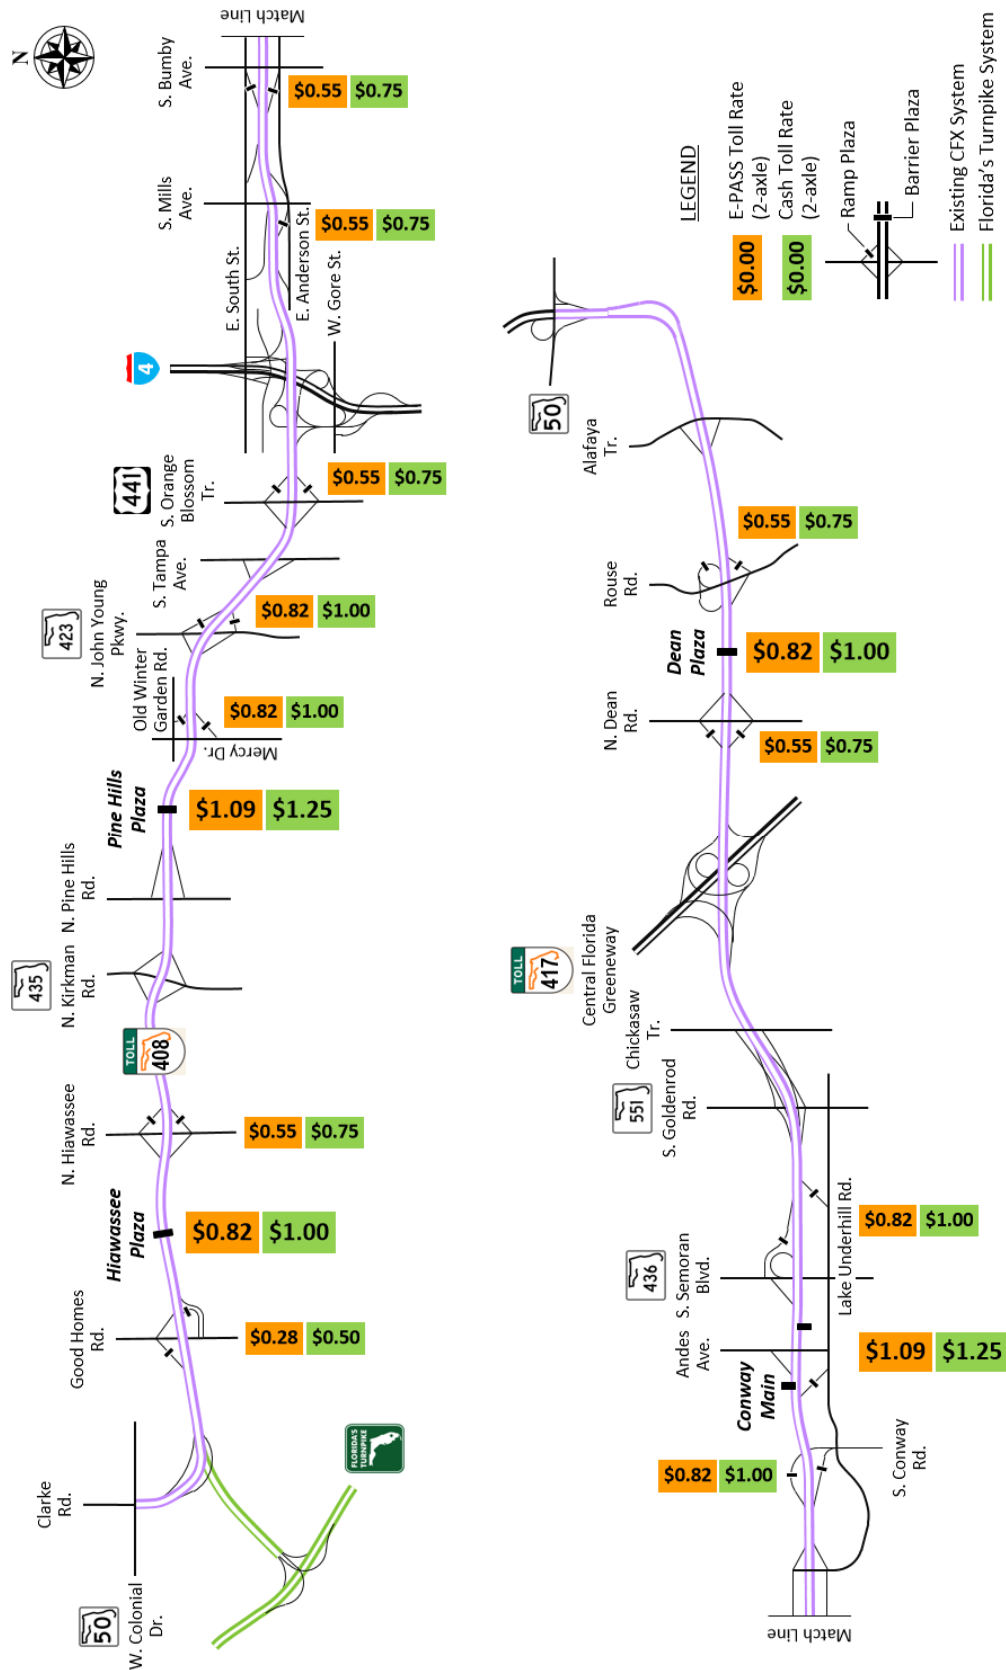 N
Match Line
S. Bumby
Ave.
$0.55 $0.75
S. Mills
Ave.
$0.55 $0.75
E. South St.
E. Anderson St.
W. Gore St.
4
441
S. Orange
Blossom
Tr.
$0.55 $0.75
S. Tampa
Ave.
423
N. John Young
Pkwy.
$0.82 $1.00
Old Winter
Garden Rd.
$0.82 $1.00
Mercy Dr.
Pine Hills
Plaza
$1.09 $1.25
N. Pine Hills
Rd.
435
N. Kirkman
Rd.
TOLL
408
N. Hiawassee
Rd.
$0.55 $0.75
Hiawassee
Plaza
$0.82 $1.00
Good Homes
Rd.
$0.28 $0.50
FLORIDA'S
TURNPIKE
Clarke
Rd.
50
W. Colonial
Dr.
LEGEND
$0.00
E-PASS Toll Rate
(2-axle)
$0.00
Cash Toll Rate
(2-axle)
Ramp Plaza
Barrier Plaza
Existing CFX System
Florida's Turnpike System
50
Alafaya
Tr.
$0.55 $0.75
Rouse
Rd.
Dean
Plaza
$0.82 $1.00
N. Dean
Rd.
$0.55 $0.75
TOLL
417
Central Florida
Greeneway
Chickasaw
Tr.
551
S. Goldenrod
Rd.
Lake Underhill Rd.
$0.82 $1.00
436
S. Semoran
Blvd.
Andes
Ave.
$1.09 $1.25
Conway
Main
$0.82 $1.00
S. Conway
Rd.
Match Line